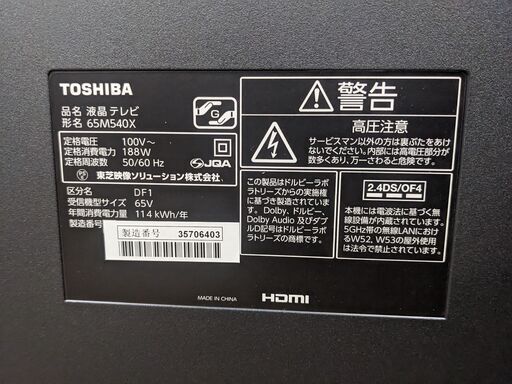 TOSHIBA
品名 液晶テレビ
形名 65M540X
G
定格電圧 100V～
定格消費電力 188W
定格周波数 50/60 Hz
JQA
東芝映像ソリューション株式会社
区分名 DF1
受信機型サイズ 65V
年間消費電力量 114 kWh/年
製造番号
製造番号 35706403
警告
高圧注意
サービスマン以外の方は裏ぶたをあけ
ないでください。内部には高電圧部分が
数多くあり、万一さわると危険です。
この製品はドルビーラボ
ラトリーズからの実施権
に基づき製造されています。
Dolby、ドルビー、
Dolby Audio 及びダブル
D記号はドルビーラボラ
トリーズの商標です。
2.4DS/OF4
本機には電波法に基づく無
線設備が内蔵されています。
5GHz帯の無線LANにおけ
るW52、W53の屋外使用
は法令で禁止されています。
MADE IN CHINA
HDMI